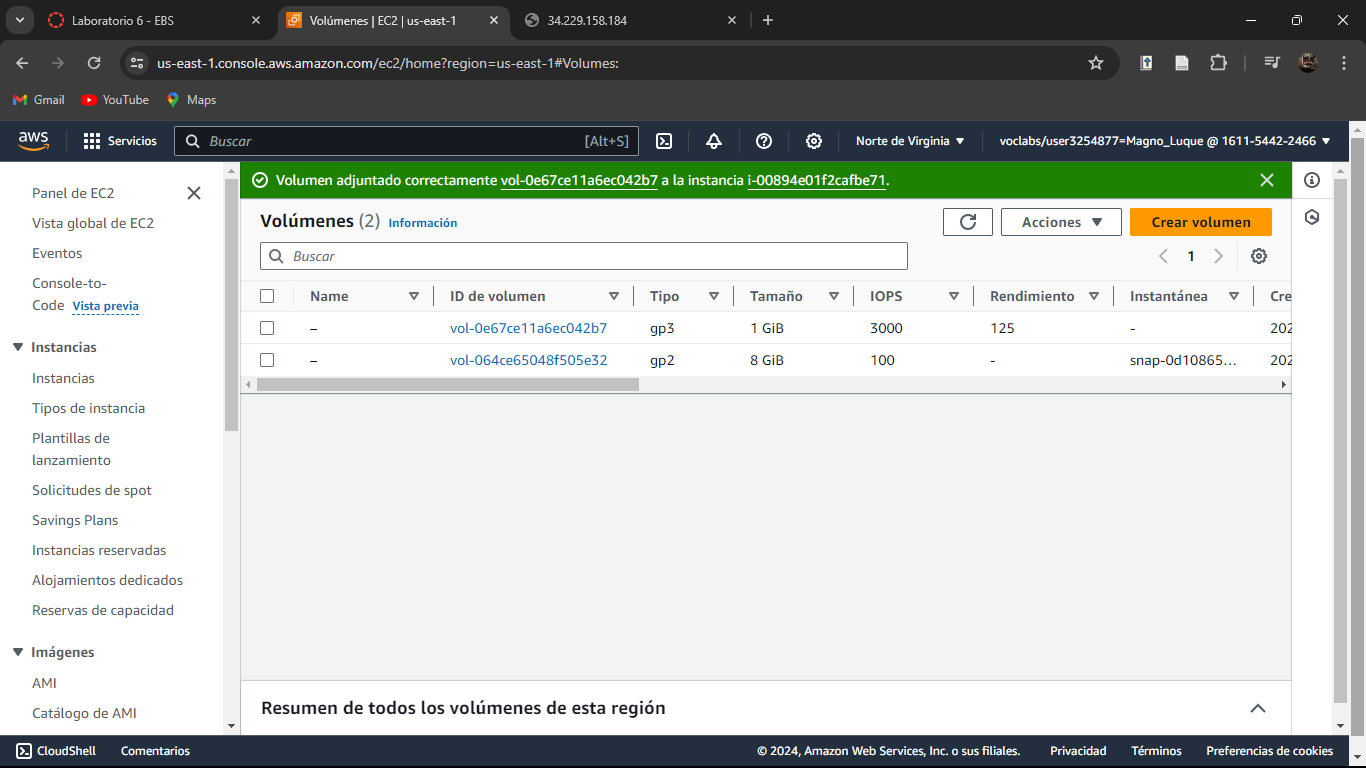 Laboratorio 6 - EBS
Volúmenes | EC2 | us-east-1
34.229.158.184
us-east-1.console.aws.amazon.com/ec2/home?region=us-east-1#Volumes:
Gmail
YouTube
Maps
aws
Servicios
Buscar
[Alt+S]
Norte de Virginia
voclabs/user3254877=Magno_Luque @ 1611-5442-2466
Panel de EC2
Vista global de EC2
Eventos
Console-to-
Code Vista previa
Instancias
Instancias
Tipos de instancia
Plantillas de
lanzamiento
Solicitudes de spot
Savings Plans
Instancias reservadas
Alojamientos dedicados
Reservas de capacidad
Imágenes
AMI
Catálogo de AMI
Volumen adjuntado correctamente vol-0e67ce11a6ec042b7 a la instancia i-00894e01f2cafbe71.
Volúmenes (2) Información
Acciones
Crear volumen
Buscar
1
Name ID de volumen Tipo Tamaño IOPS Rendimiento Instantánea Cre
– vol-0e67ce11a6ec042b7 gp3 1 GiB 3000 125 - 202
– vol-064ce65048f505e32 gp2 8 GiB 100 - snap-0d10865... 202
Resumen de todos los volúmenes de esta región
CloudShell
Comentarios
© 2024, Amazon Web Services, Inc. o sus filiales.
Privacidad
Términos
Preferencias de cookies